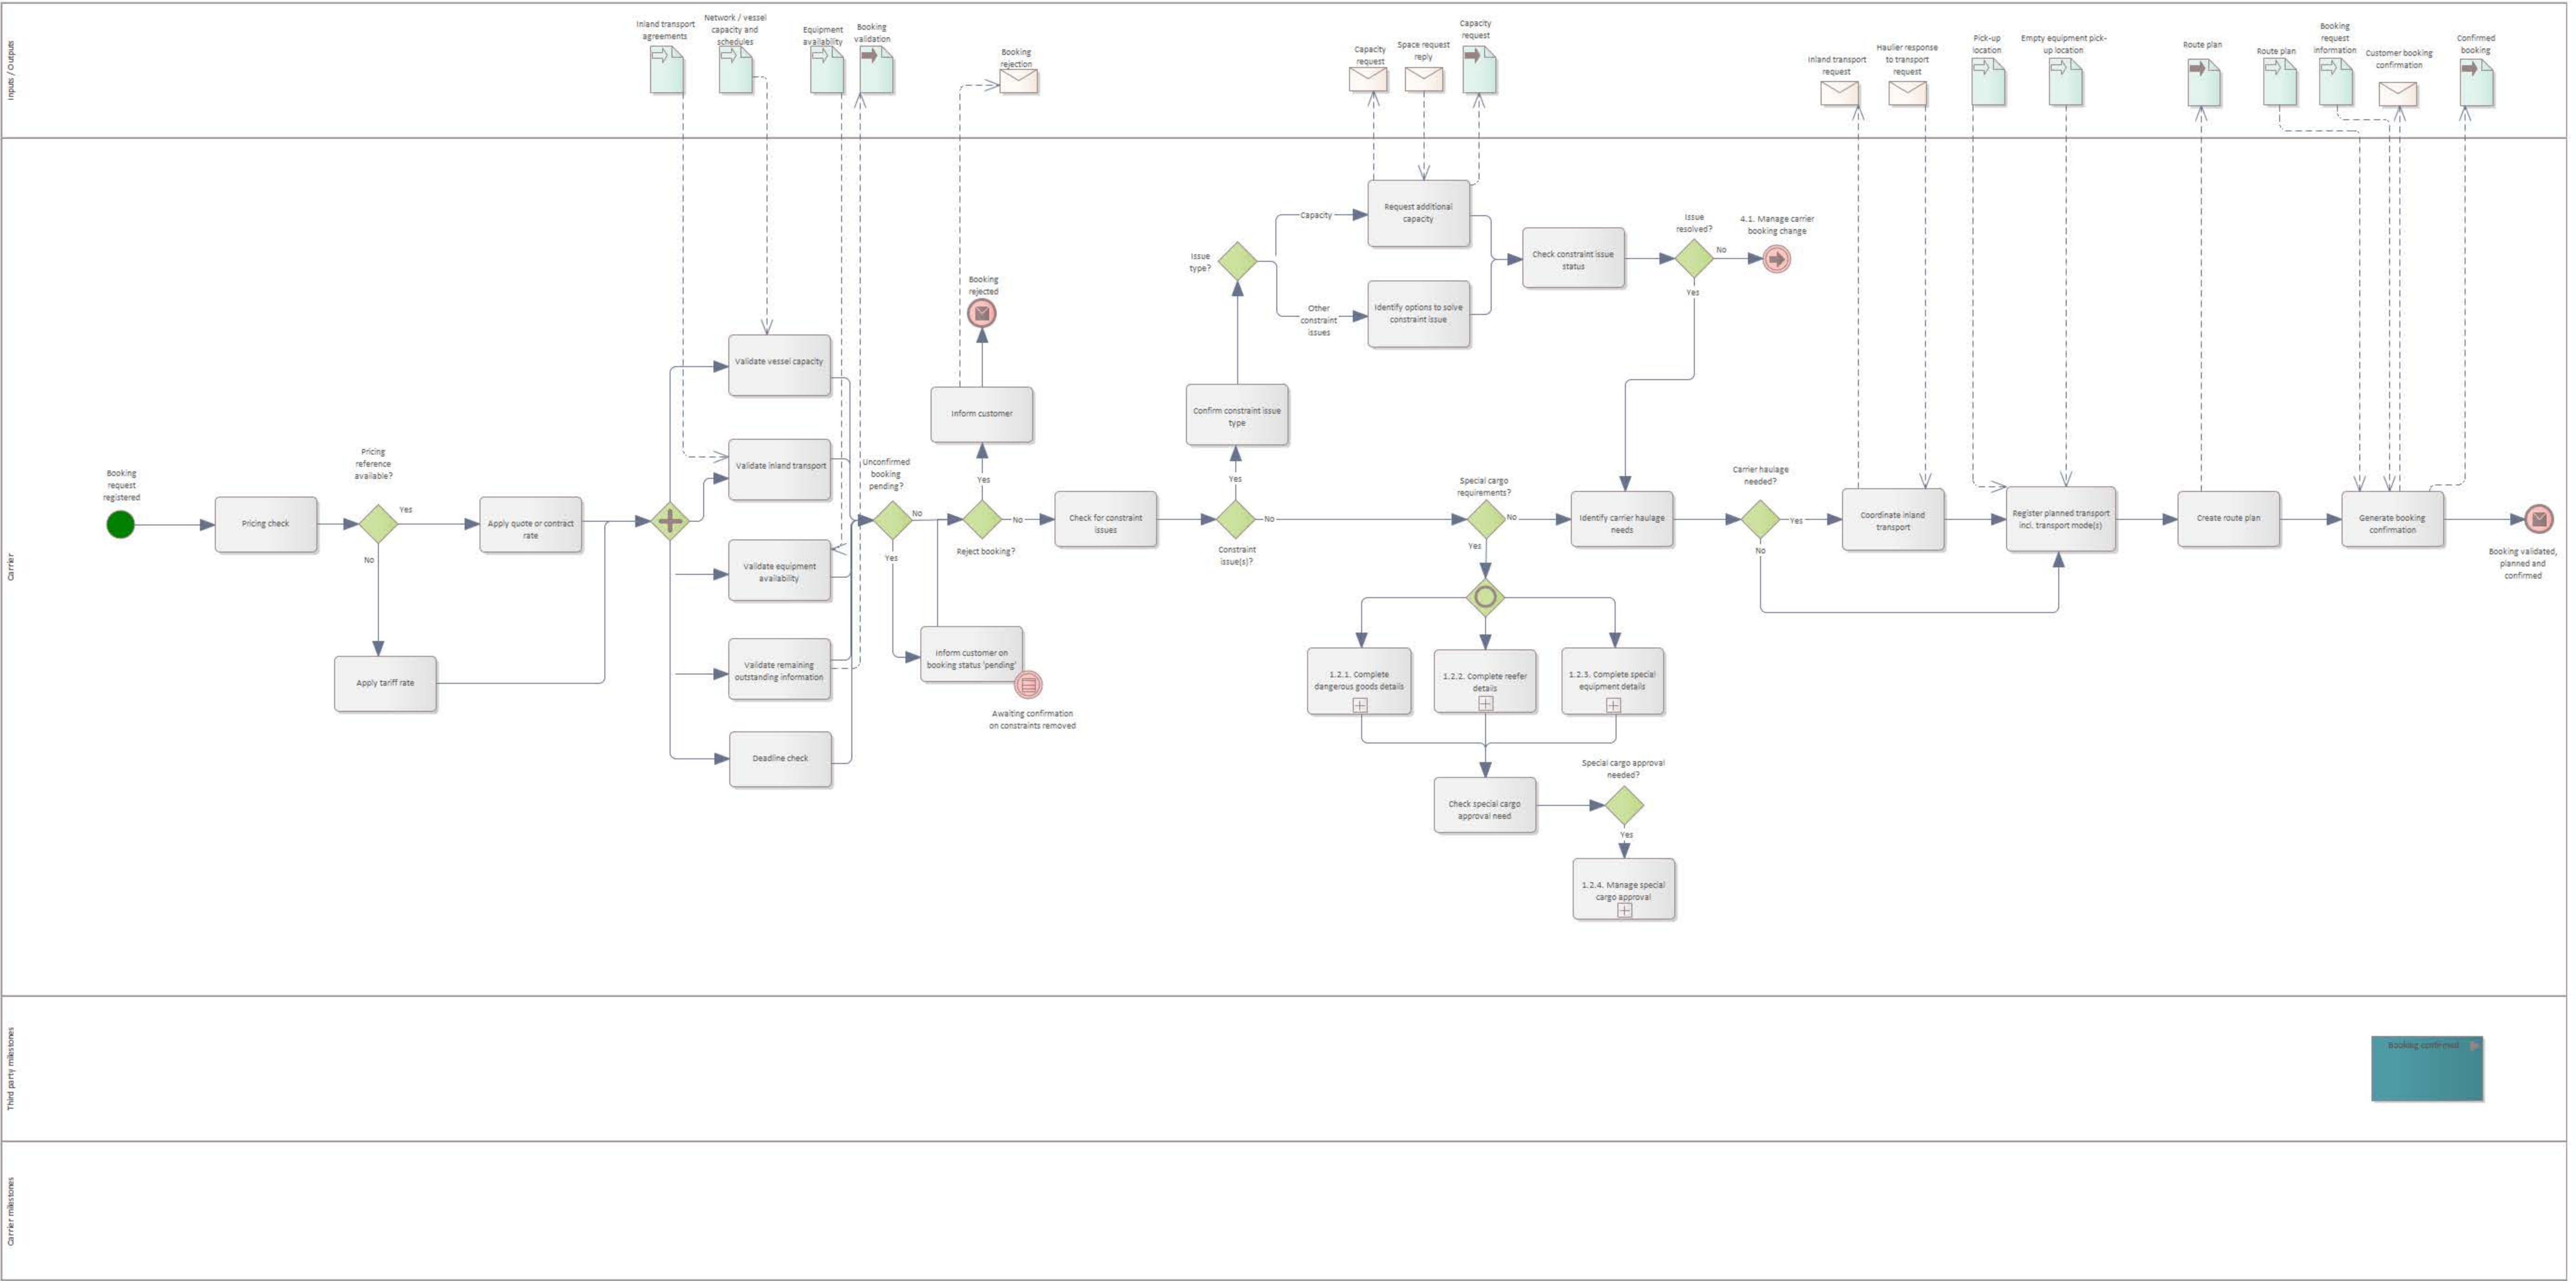 Inputs / Outputs
Inland transport
agreements
Network / vessel
capacity and
schedules
Equipment
availability
Booking
validation
Booking
rejection
Capacity
request
Space request
reply
Capacity
request
Inland transport
request
Haulier response
to transport
request
Pick-up
location
Empty equipment pick-
up location
Route plan
Route plan
Booking
request
information
Customer booking
confirmation
Confirmed
booking
Carrier
Booking
request
registered
Pricing check
Pricing
reference
available?
Yes
No
Apply quote or contract
rate
Apply tariff rate
Validate vessel capacity
Validate inland transport
Validate equipment
availability
Validate remaining
outstanding information
Deadline check
Unconfirmed
booking
pending?
No
Yes
Inform customer on
booking status 'pending'
Awaiting confirmation
on constraints removed
Booking
rejected
Inform customer
Yes
No
Reject booking?
Check for constraint
issues
Constraint
issue(s)?
Yes
No
Confirm constraint issue
type
Issue
type?
Capacity
Other
constraint
issues
Request additional
capacity
Identify options to solve
constraint issue
Check constraint issue
status
Issue
resolved?
No
Yes
4.1. Manage carrier
booking change
Special cargo
requirements?
No
Yes
1.2.1. Complete
dangerous goods details
1.2.2. Complete reefer
details
1.2.3. Complete special
equipment details
Check special cargo
approval need
Special cargo approval
needed?
Yes
1.2.4. Manage special
cargo approval
Identify carrier haulage
needs
Carrier haulage
needed?
Yes
No
Coordinate inland
transport
Register planned transport
incl. transport mode(s)
Create route plan
Generate booking
confirmation
Booking validated,
planned and
confirmed
Third party milestones
Booking confirmed
Carrier milestones